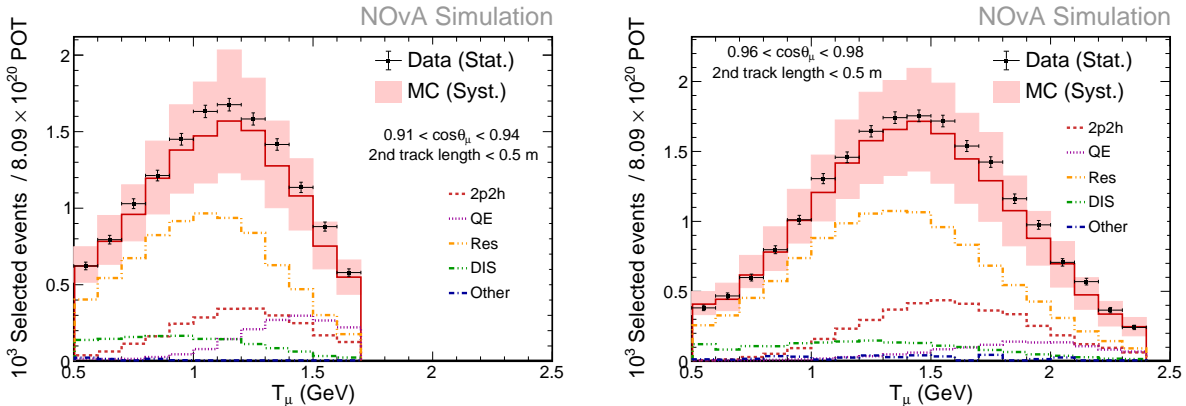 NOvA Simulation
10³ Selected events / 8.09 × 10²⁰ POT
2
1.5
1
0.5
0
Data (Stat.)
MC (Syst.)
0.91 < cosθμ < 0.94
2nd track length < 0.5 m
2p2h
QE
Res
DIS
Other
0.5 1 1.5 2 2.5
Tμ (GeV)
NOvA Simulation
10³ Selected events / 8.09 × 10²⁰ POT
2
1.5
1
0.5
0
0.96 < cosθμ < 0.98
2nd track length < 0.5 m
Data (Stat.)
MC (Syst.)
2p2h
QE
Res
DIS
Other
0.5 1 1.5 2 2.5
Tμ (GeV)